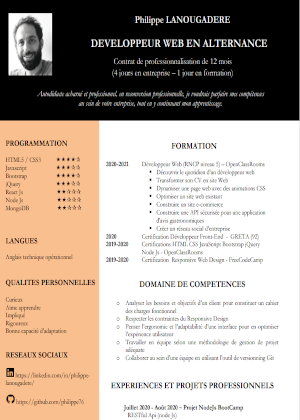 Philippe LANOUGADERE
DEVELOPPEUR WEB EN ALTERNANCE
Contrat de professionnalisation de 12 mois
(4 jours en entreprise – 1 jour en formation)
Autodidacte acharné et professionnel, en reconversion professionnelle, je voudrais parfaire mes compétences
au sein de votre entreprise, tout en y continuant mon apprentissage.
PROGRAMMATION
HTML5 / CSS3 ★★★★☆
Javascript ★★★★☆
Bootstrap ★★★★☆
jQuery ★★★☆☆
React Js ★★☆☆☆
Node Js ★★☆☆☆
MongoDB ★★☆☆☆
LANGUES
Anglais technique opérationnel
QUALITES PERSONNELLES
Curieux
Aime apprendre
Impliqué
Rigoureux
Bonne capacité d'adaptation
RESEAUX SOCIAUX
https://linkedin.com/in/philippe-
lanougadere/
https://github.com/philippe76
FORMATION
2020-2021 Développeur Web (RNCP niveau 5) – OpenClassRooms
▪ Découvrir le quotidien d'un développeur web
▪ Transformer son CV en site Web
▪ Dynamiser une page web avec des animations CSS
▪ Optimiser un site web existant
▪ Construire un site e-commerce
▪ Construire une API sécurisée pour une application
d'avis gastronomiques
▪ Créer un réseau social d'entreprise
2020 Certification Développeur Front-End – GRETA (92)
2019-2020 Certifications HTML CSS JavaScript Bootstrap jQuery
Node Js - OpenClassRooms
2019-2020 Certification Responsive Web Design - FreeCodeCamp
DOMAINE DE COMPETENCES
o Analyser les besoins et objectifs d'un client pour constituer un cahier
des charges fonctionnel
o Respecter les contraintes du Responsive Design
o Penser l'ergonomie et l'adaptabilité d'une interface pour en optimiser
l'expérience utilisateur
o Travailler en équipe selon une méthodologie de gestion de projet
adéquate
o Collaborer au sein d'une équipe en utilisant l'outil de versionning Git
EXPERIENCES ET PROJETS PROFESSIONNELS
Juillet 2020 - Août 2020 – Projet NodeJs BootCamp
RESTful Api (node js)